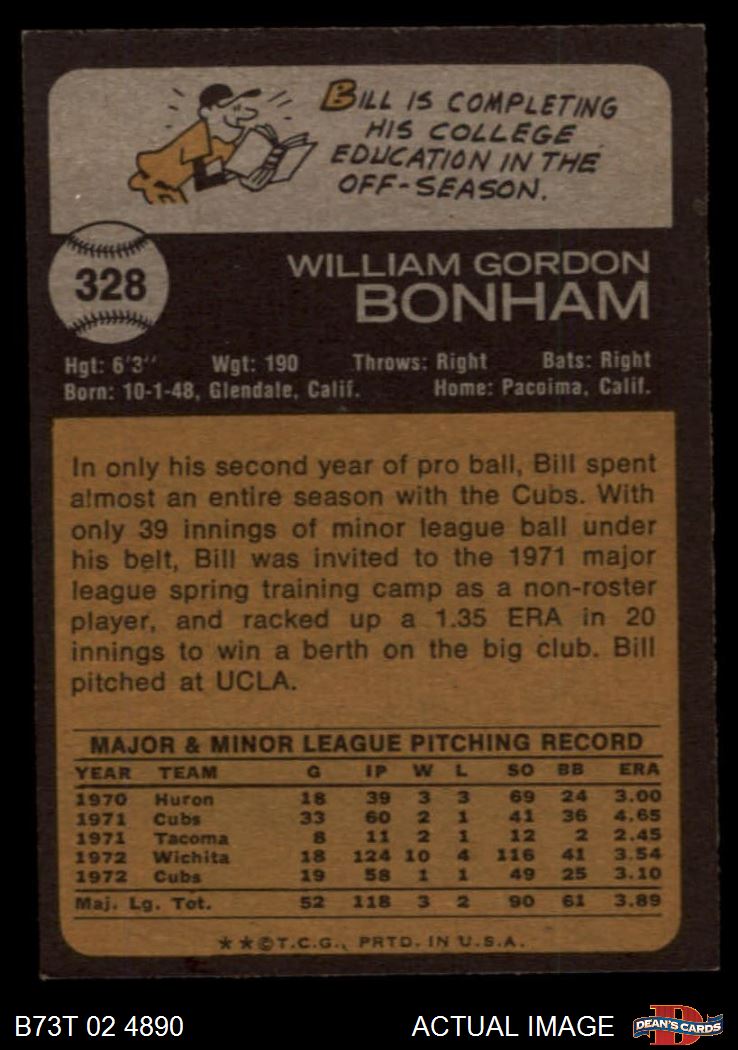 BILL IS COMPLETING
HIS COLLEGE
EDUCATION IN THE
OFF-SEASON.
328
WILLIAM GORDON
BONHAM
Hgt: 6'3" Wgt: 190 Throws: Right Bats: Right
Born: 10-1-48, Glendale, Calif. Home: Pacoima, Calif.
In only his second year of pro ball, Bill spent
almost an entire season with the Cubs. With
only 39 innings of minor league ball under
his belt, Bill was invited to the 1971 major
league spring training camp as a non-roster
player, and racked up a 1.35 ERA in 20
innings to win a berth on the big club. Bill
pitched at UCLA.
MAJOR & MINOR LEAGUE PITCHING RECORD
YEAR TEAM G IP W L SO BB ERA
1970 Huron 18 39 3 3 69 24 3.00
1971 Cubs 33 60 2 1 41 36 4.65
1971 Tacoma 8 11 2 1 12 2 2.45
1972 Wichita 18 124 10 4 116 41 3.54
1972 Cubs 19 58 1 1 49 25 3.10
Maj. Lg. Tot. 52 118 3 2 90 61 3.89
★★©T.C.G., PRTD. IN U.S.A.
B73T 02 4890 ACTUAL IMAGE D DEAN'S CARDS